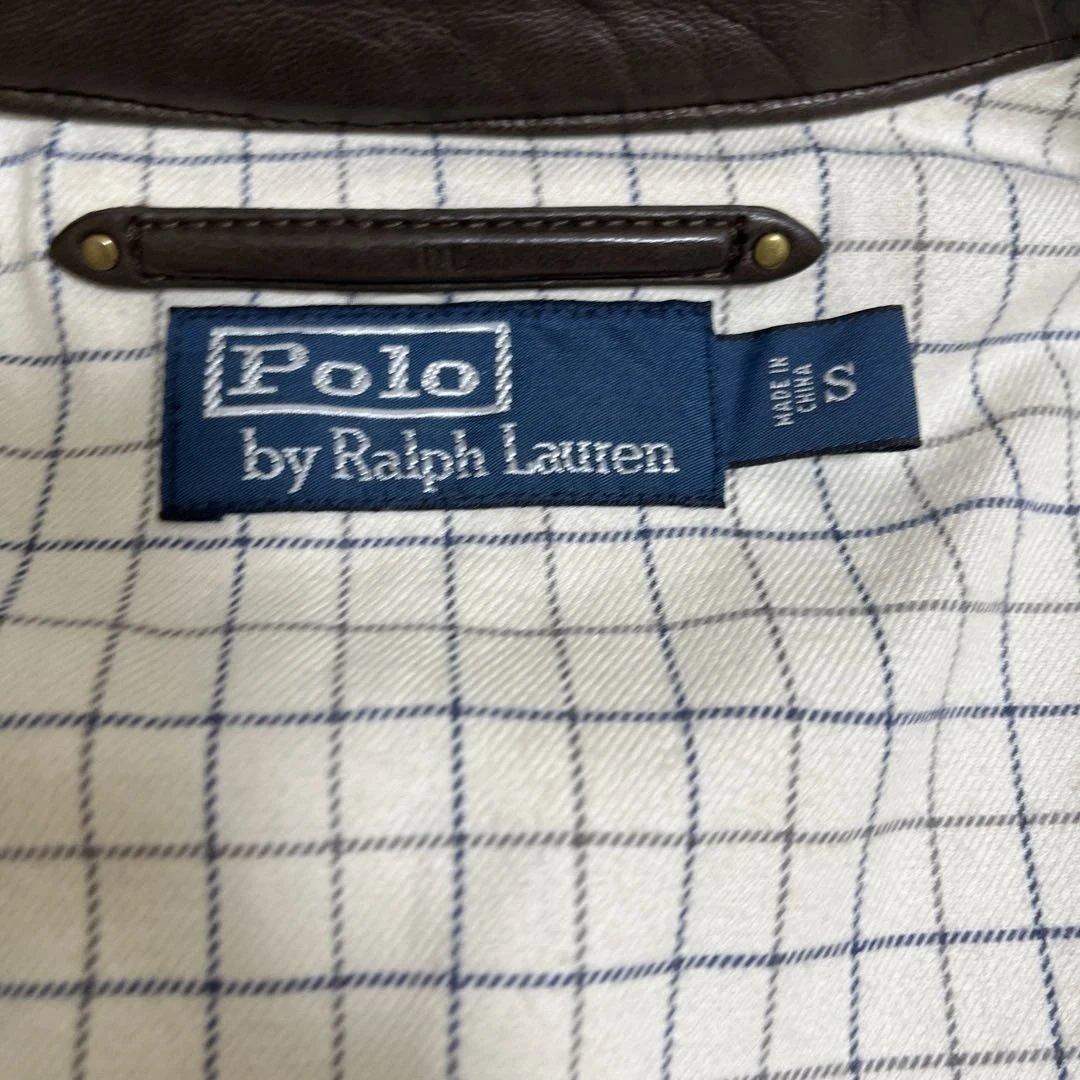 Polo
by Ralph Lauren
MADE IN
CHINA
S